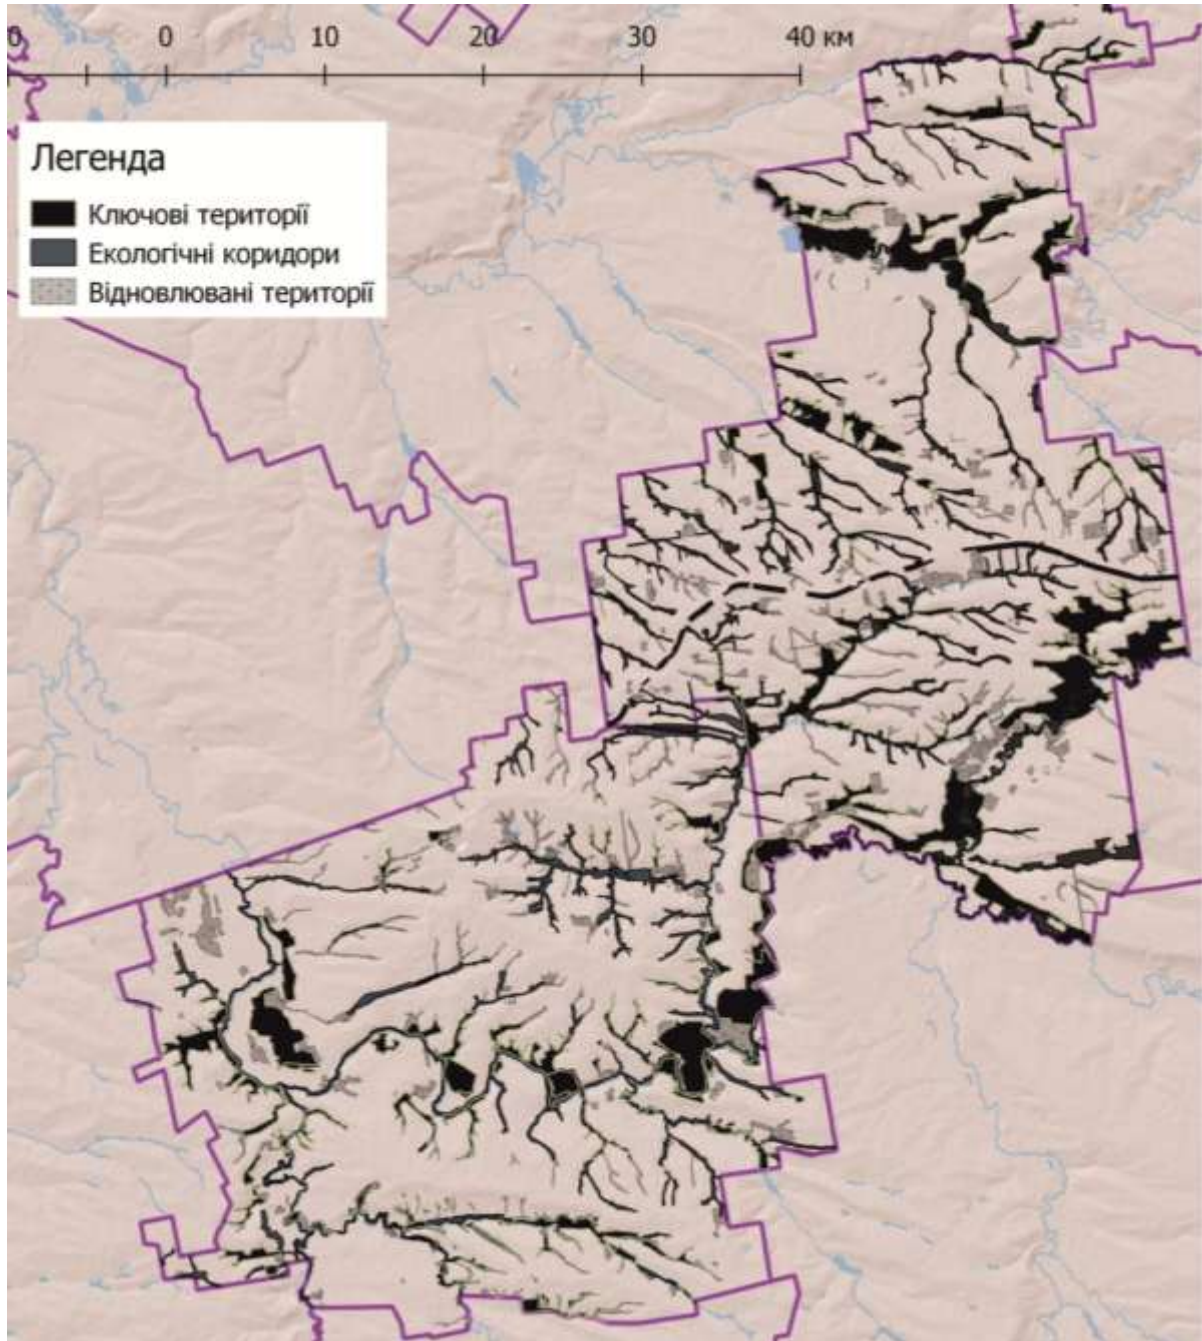 0 0 10 20 30 40 км
Легенда
Ключові території
Екологічні коридори
Відновлювані території